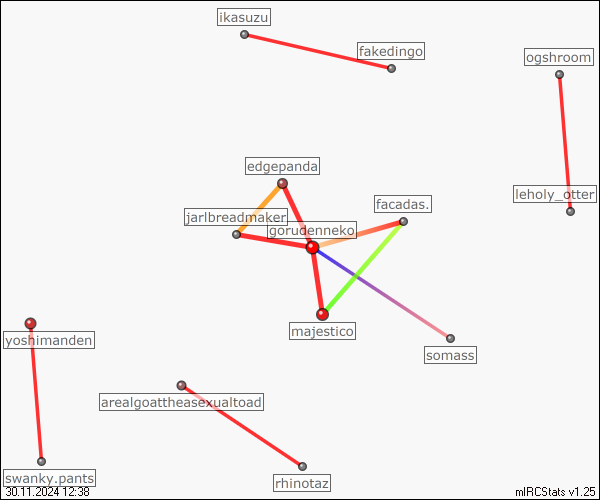 ikasuzu
fakedingo
ogshroom
edgepanda
leholy_otter
facadas.
jarlbreadmaker
gorudenneko
majestico
yoshimanden
somass
arealgoattheasexualtoad
swanky.pants
rhinotaz
30.11.2024 12:38
mIRCStats v1.25